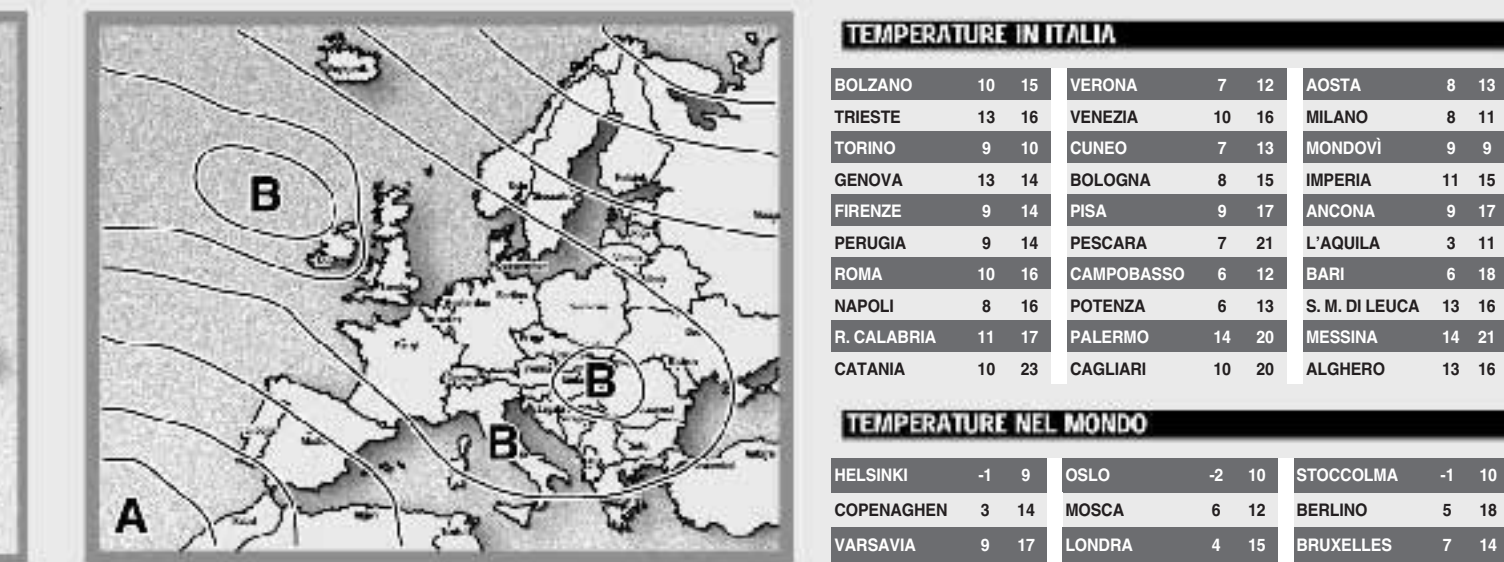 B
B
B
A
TEMPERATURE IN ITALIA
BOLZANO 10 15 VERONA 7 12 AOSTA 8 13
TRIESTE 13 16 VENEZIA 10 16 MILANO 8 11
TORINO 9 10 CUNEO 7 13 MONDOVÌ 9 9
GENOVA 13 14 BOLOGNA 8 15 IMPERIA 11 15
FIRENZE 9 14 PISA 9 17 ANCONA 9 17
PERUGIA 9 14 PESCARA 7 21 L'AQUILA 3 11
ROMA 10 16 CAMPOBASSO 6 12 BARI 6 18
NAPOLI 8 16 POTENZA 6 13 S. M. DI LEUCA 13 16
R. CALABRIA 11 17 PALERMO 14 20 MESSINA 14 21
CATANIA 10 23 CAGLIARI 10 20 ALGHERO 13 16
TEMPERATURE NEL MONDO
HELSINKI -1 9 OSLO -2 10 STOCCOLMA -1 10
COPENAGHEN 3 14 MOSCA 6 12 BERLINO 5 18
VARSAVIA 9 17 LONDRA 4 15 BRUXELLES 7 14